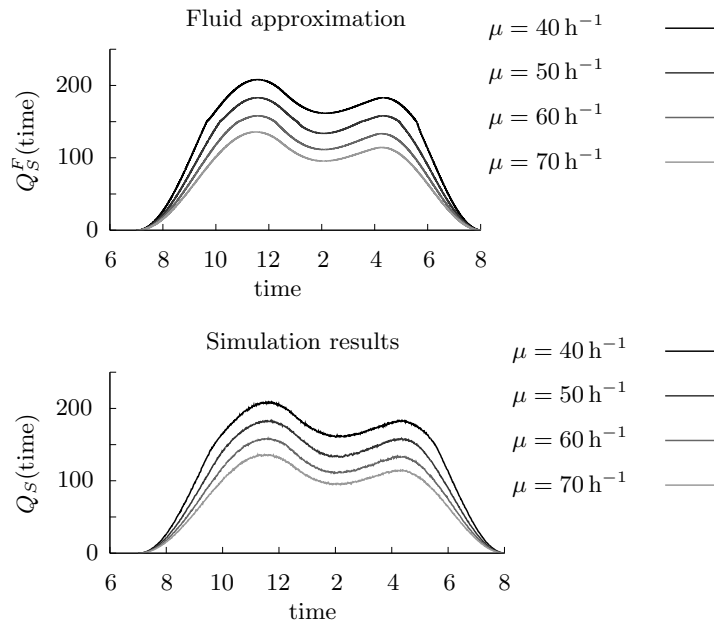 Fluid approximation
μ = 40 h⁻¹
μ = 50 h⁻¹
μ = 60 h⁻¹
μ = 70 h⁻¹
Q_S^F(time)
200
100
0
6 8 10 12 2 4 6 8
time
Simulation results
μ = 40 h⁻¹
μ = 50 h⁻¹
μ = 60 h⁻¹
μ = 70 h⁻¹
Q_S(time)
200
100
0
6 8 10 12 2 4 6 8
time